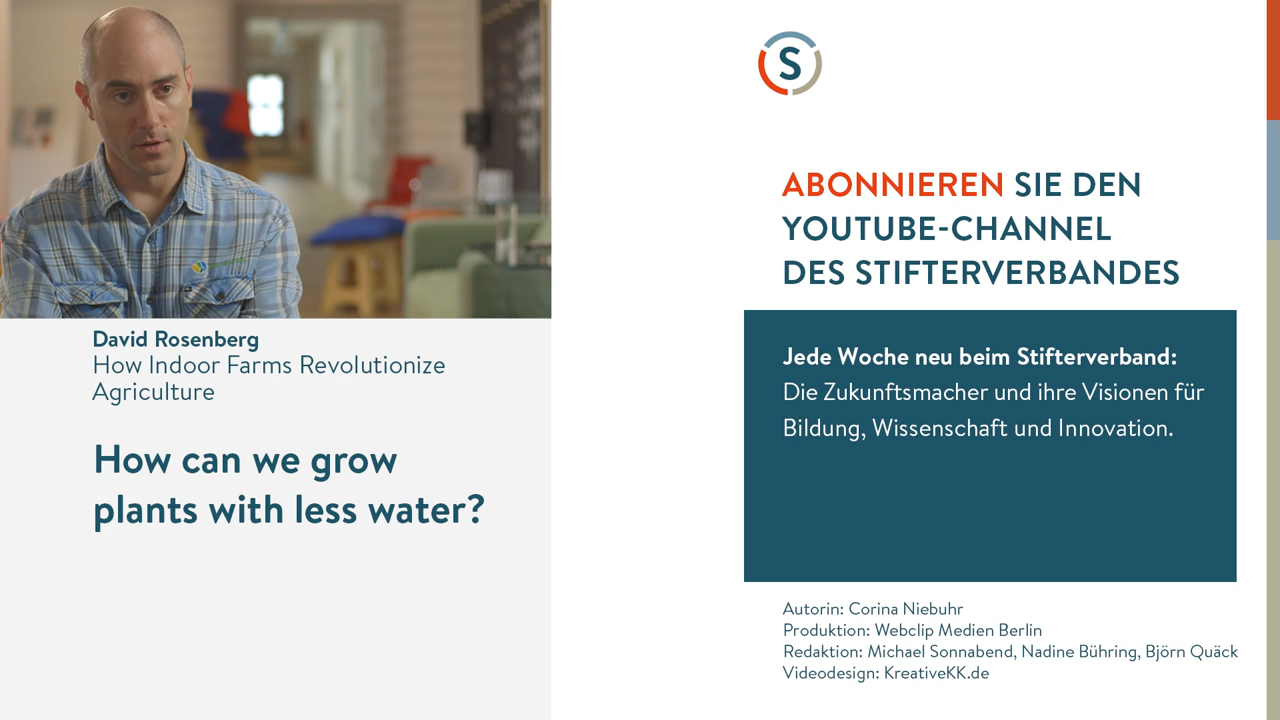 David Rosenberg
How Indoor Farms Revolutionize
Agriculture
How can we grow
plants with less water?
S
ABONNIEREN SIE DEN
YOUTUBE-CHANNEL
DES STIFTERVERBANDES
Jede Woche neu beim Stifterverband:
Die Zukunftsmacher und ihre Visionen für
Bildung, Wissenschaft und Innovation.
Autorin: Corina Niebuhr
Produktion: Webclip Medien Berlin
Redaktion: Michael Sonnabend, Nadine Bühring, Björn Quäck
Videodesign: KreativeKK.de